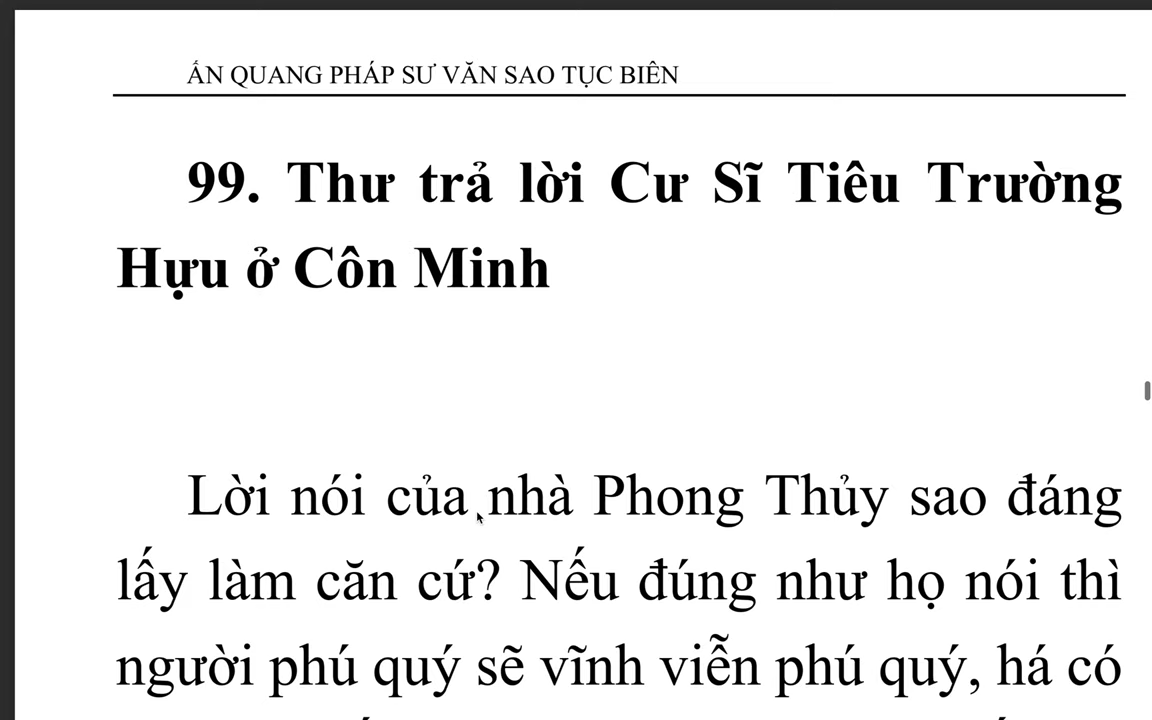 ẤN QUANG PHÁP SƯ VĂN SAO TỤC BIÊN
99. Thư trả lời Cư Sĩ Tiêu Trường
Hựu ở Côn Minh
Lời nói của nhà Phong Thủy sao đáng
lấy làm căn cứ? Nếu đúng như họ nói thì
người phú quý sẽ vĩnh viễn phú quý, há có